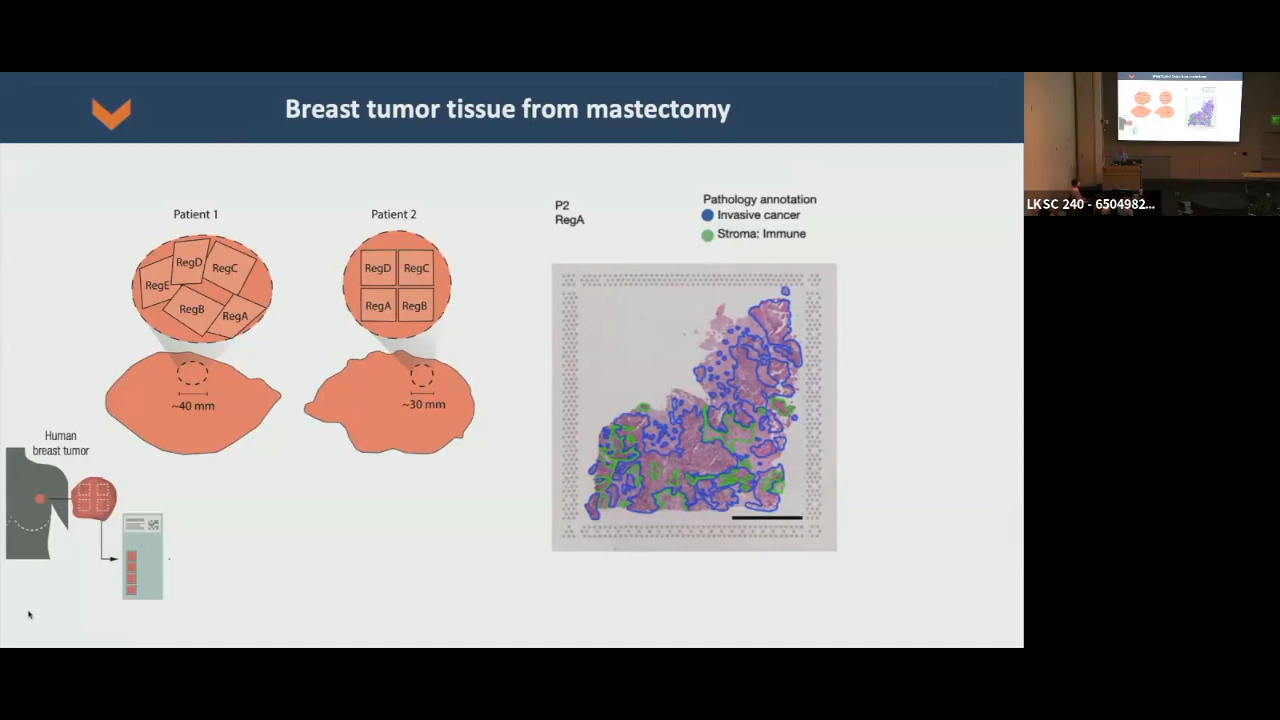 Breast tumor tissue from mastectomy
Patient 1
Patient 2
RegD
RegC
RegE
RegB
RegA
RegD
RegC
RegA
RegB
~40 mm
~30 mm
Human
breast tumor
P2
RegA
Pathology annotation
Invasive cancer
Stroma: Immune
LKSC 240 - 6504982...